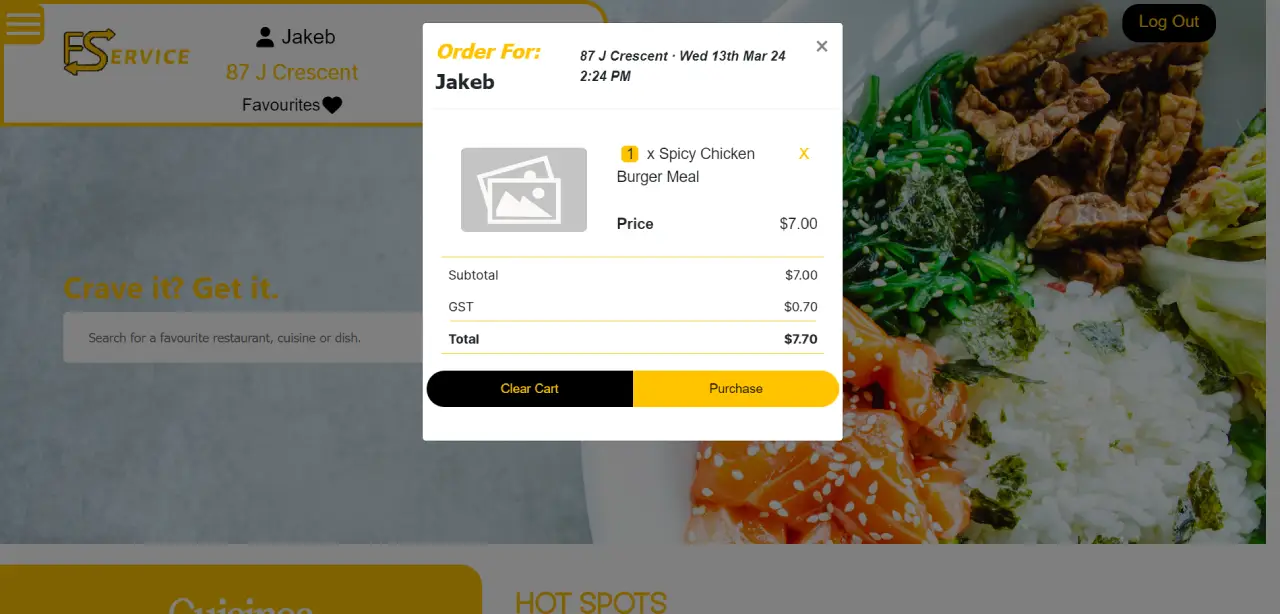 FSERVICE
Jakeb
87 J Crescent
Favourites
Log Out
Order For:
Jakeb
87 J Crescent · Wed 13th Mar 24
2:24 PM
×
1 x Spicy Chicken
Burger Meal
X
Price $7.00
Subtotal $7.00
GST $0.70
Total $7.70
Clear Cart Purchase
Crave it? Get it.
Search for a favourite restaurant, cuisine or dish.
Cuisines
HOT SPOTS